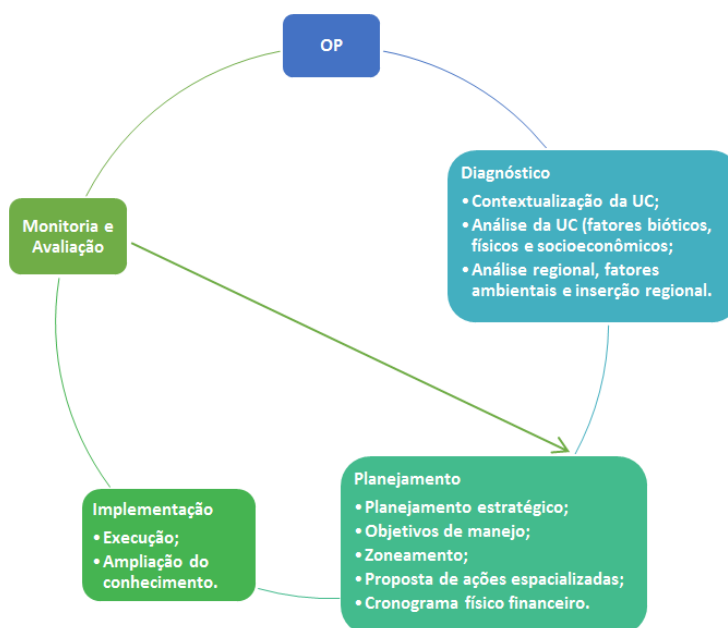 OP
Diagnóstico
•Contextualização da UC;
•Análise da UC (fatores bióticos,
físicos e socioeconômicos;
•Análise regional, fatores
ambientais e inserção regional.
Planejamento
•Planejamento estratégico;
•Objetivos de manejo;
•Zoneamento;
•Proposta de ações espacializadas;
•Cronograma físico financeiro.
Implementação
•Execução;
•Ampliação do
conhecimento.
Monitoria e
Avaliação